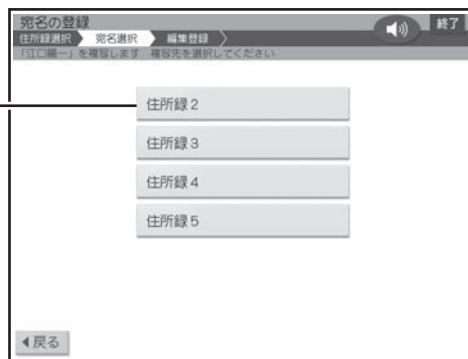 宛名の登録
終了
住所録選択 宛名選択 編集登録
「江口陽一」を複写します 複写先を選択してください
住所録2
住所録3
住所録4
住所録5
戻る